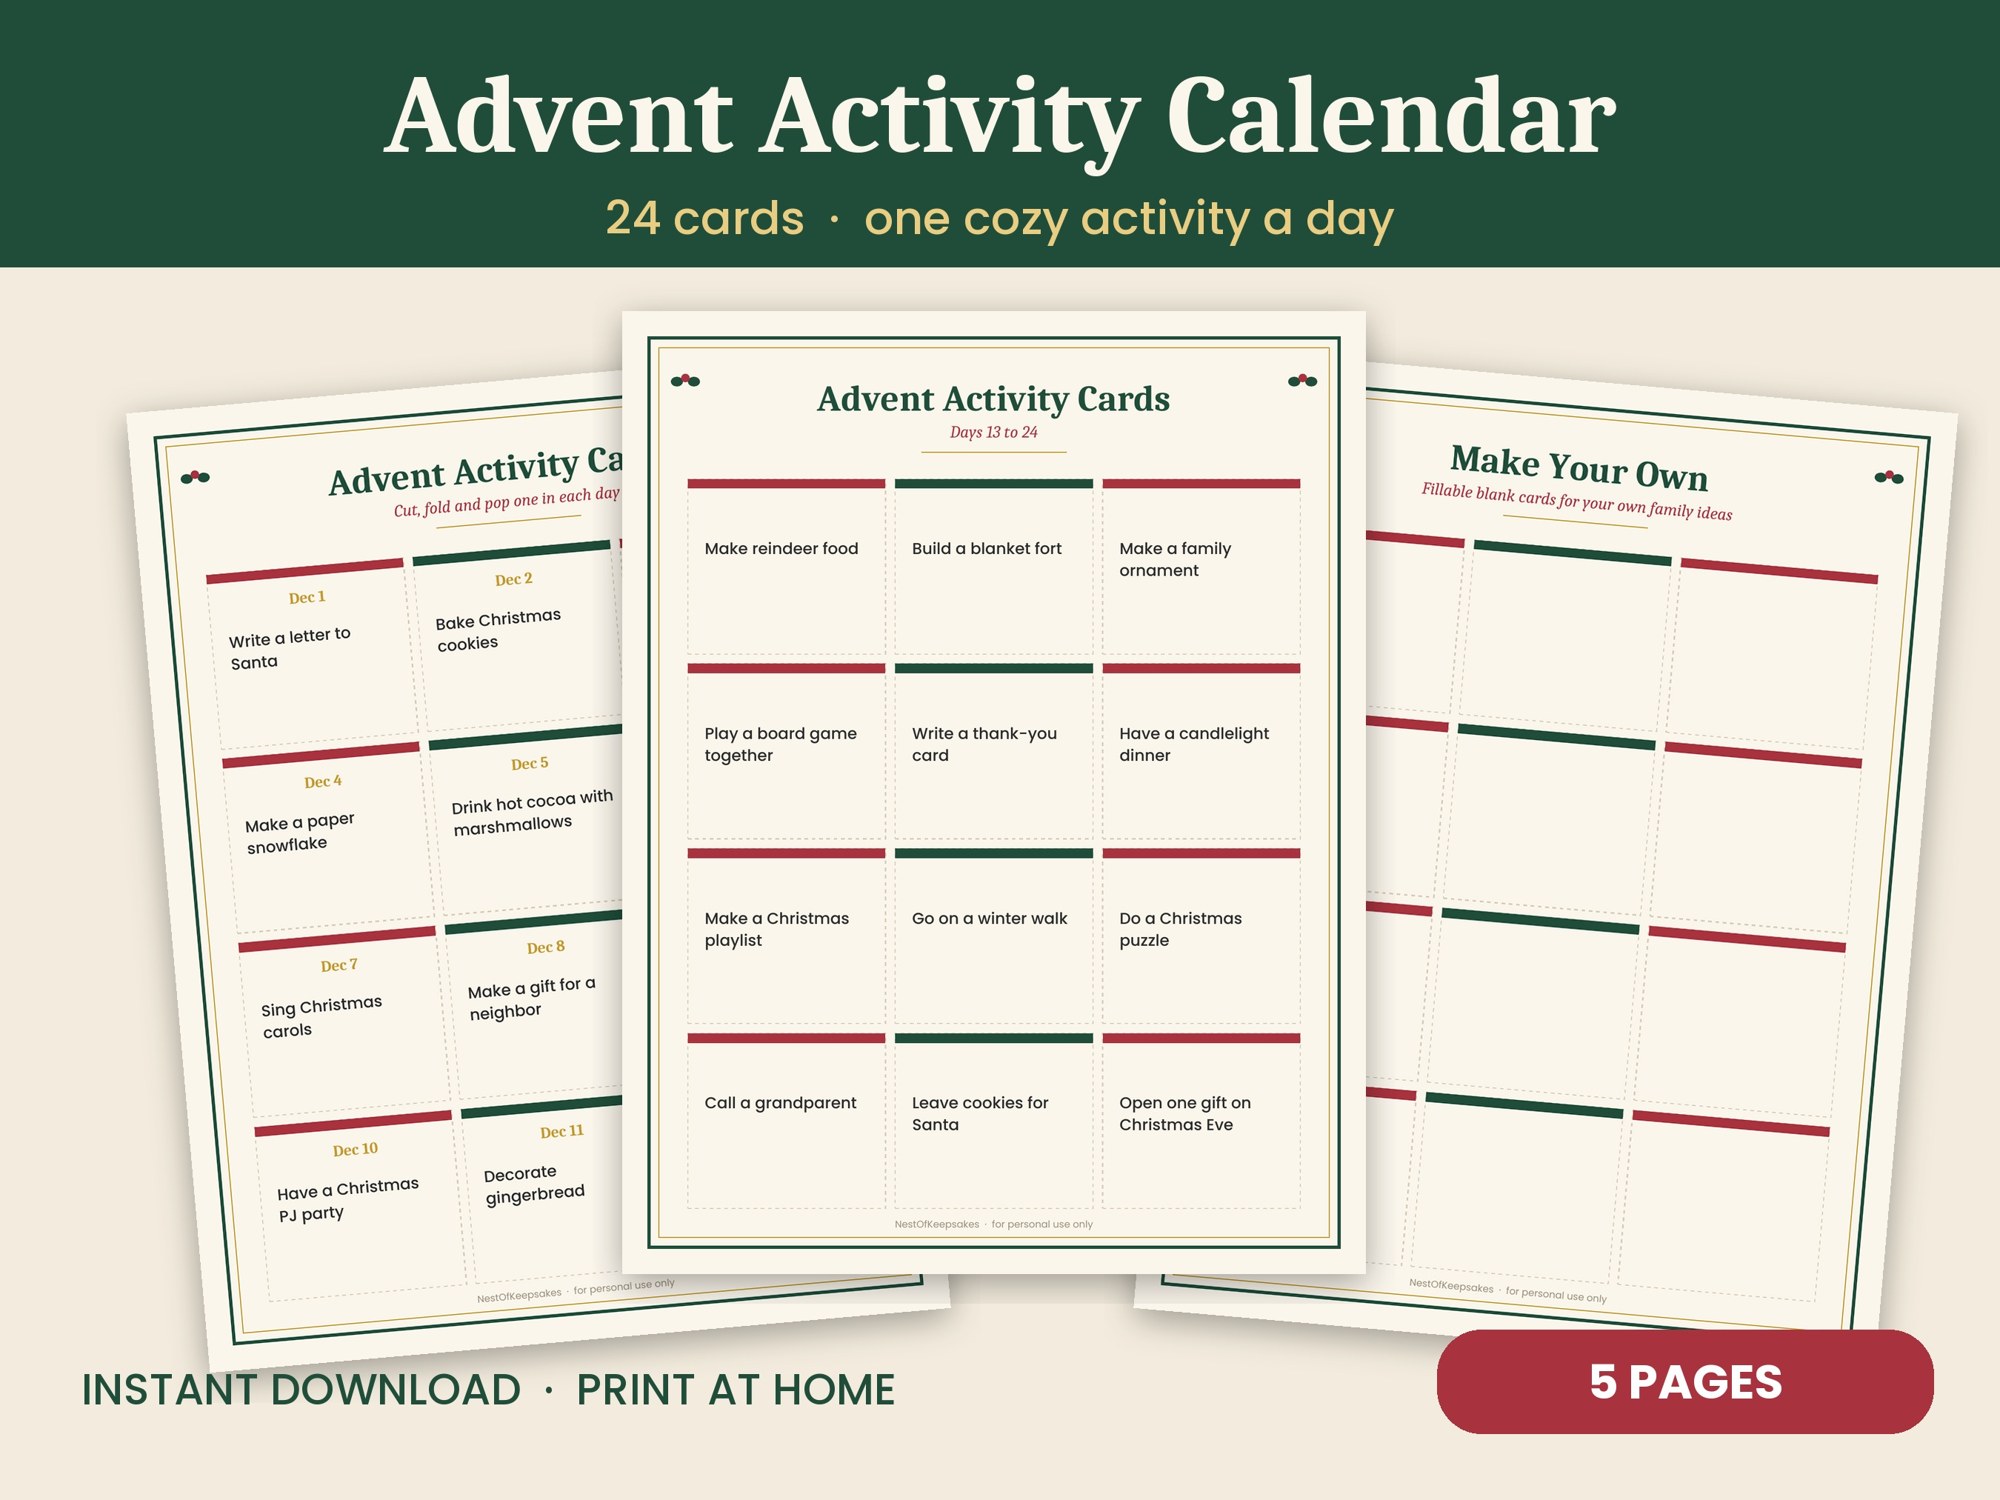 Advent Activity Calendar
24 cards · one cozy activity a day
Advent Activity
Cut, fold and pop one in each day
Dec 1
Write a letter to
Santa
Dec 2
Bake Christmas
cookies
Dec 4
Make a paper
snowflake
Dec 5
Drink hot cocoa with
marshmallows
Dec 7
Sing Christmas
carols
Dec 8
Make a gift for a
neighbor
Dec 10
Have a Christmas
PJ party
Dec 11
Decorate
gingerbread
NestOfKeepsakes · for personal use only
Advent Activity Cards
Days 13 to 24
Make reindeer food
Build a blanket fort
Make a family
ornament
Play a board game
together
Write a thank-you
card
Have a candlelight
dinner
Make a Christmas
playlist
Go on a winter walk
Do a Christmas
puzzle
Call a grandparent
Leave cookies for
Santa
Open one gift on
Christmas Eve
NestOfKeepsakes · for personal use only
Make Your Own
Fillable blank cards for your own family ideas
NestOfKeepsakes · for personal use only
INSTANT DOWNLOAD · PRINT AT HOME
5 PAGES